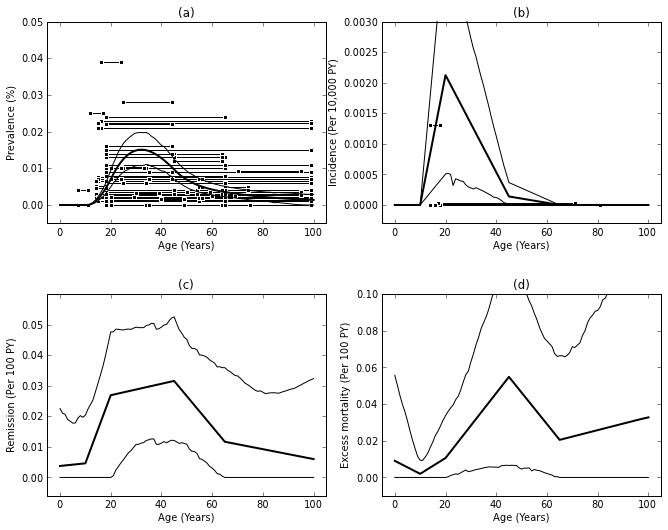 (a)
0.05
0.04
0.03
0.02
0.01
0.00
Prevalence (%)
0 20 40 60 80 100
Age (Years)
(b)
0.0030
0.0025
0.0020
0.0015
0.0010
0.0005
0.0000
Incidence (Per 10,000 PY)
0 20 40 60 80 100
Age (Years)
(c)
0.05
0.04
0.03
0.02
0.01
0.00
Remission (Per 100 PY)
0 20 40 60 80 100
Age (Years)
(d)
0.10
0.08
0.06
0.04
0.02
0.00
Excess mortality (Per 100 PY)
0 20 40 60 80 100
Age (Years)